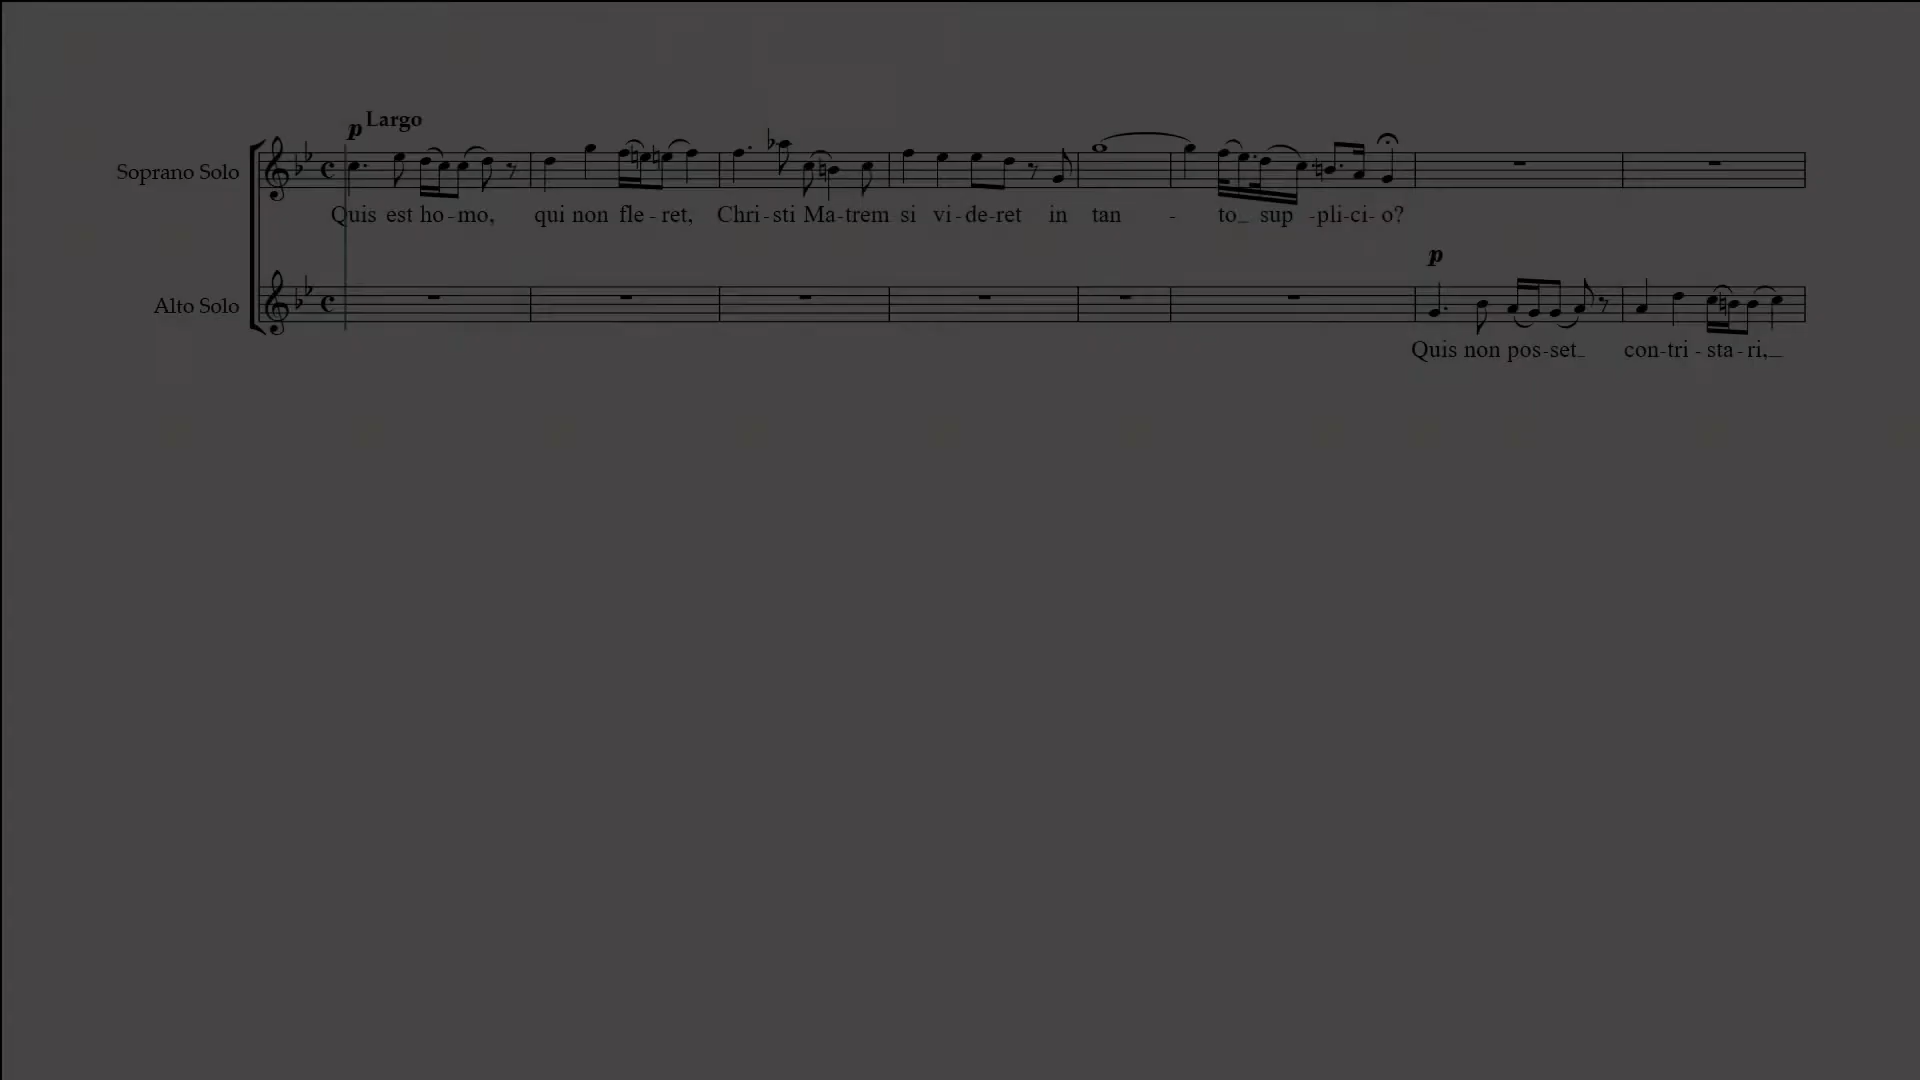 p Largo
Soprano Solo
Quis est ho-mo, qui non fle-ret, Chri-sti Ma-trem si vi-de-ret in tan - to_ sup-pli-ci-o?
p
Alto Solo
Quis non pos-set_ con-tri-sta-ri,_